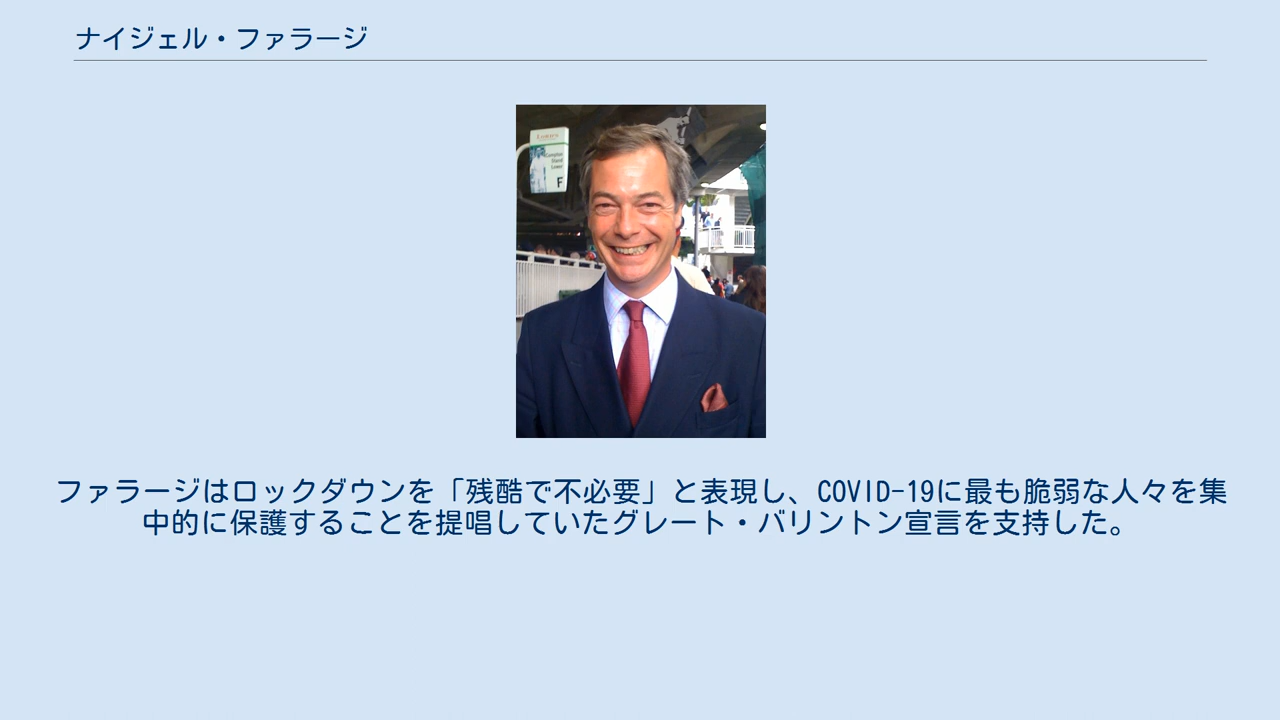 ナイジェル・ファラージ
Compton
Stand
Lower
F
ファラージはロックダウンを「残酷で不必要」と表現し、COVID-19に最も脆弱な人々を集
中的に保護することを提唱していたグレート・バリントン宣言を支持した。